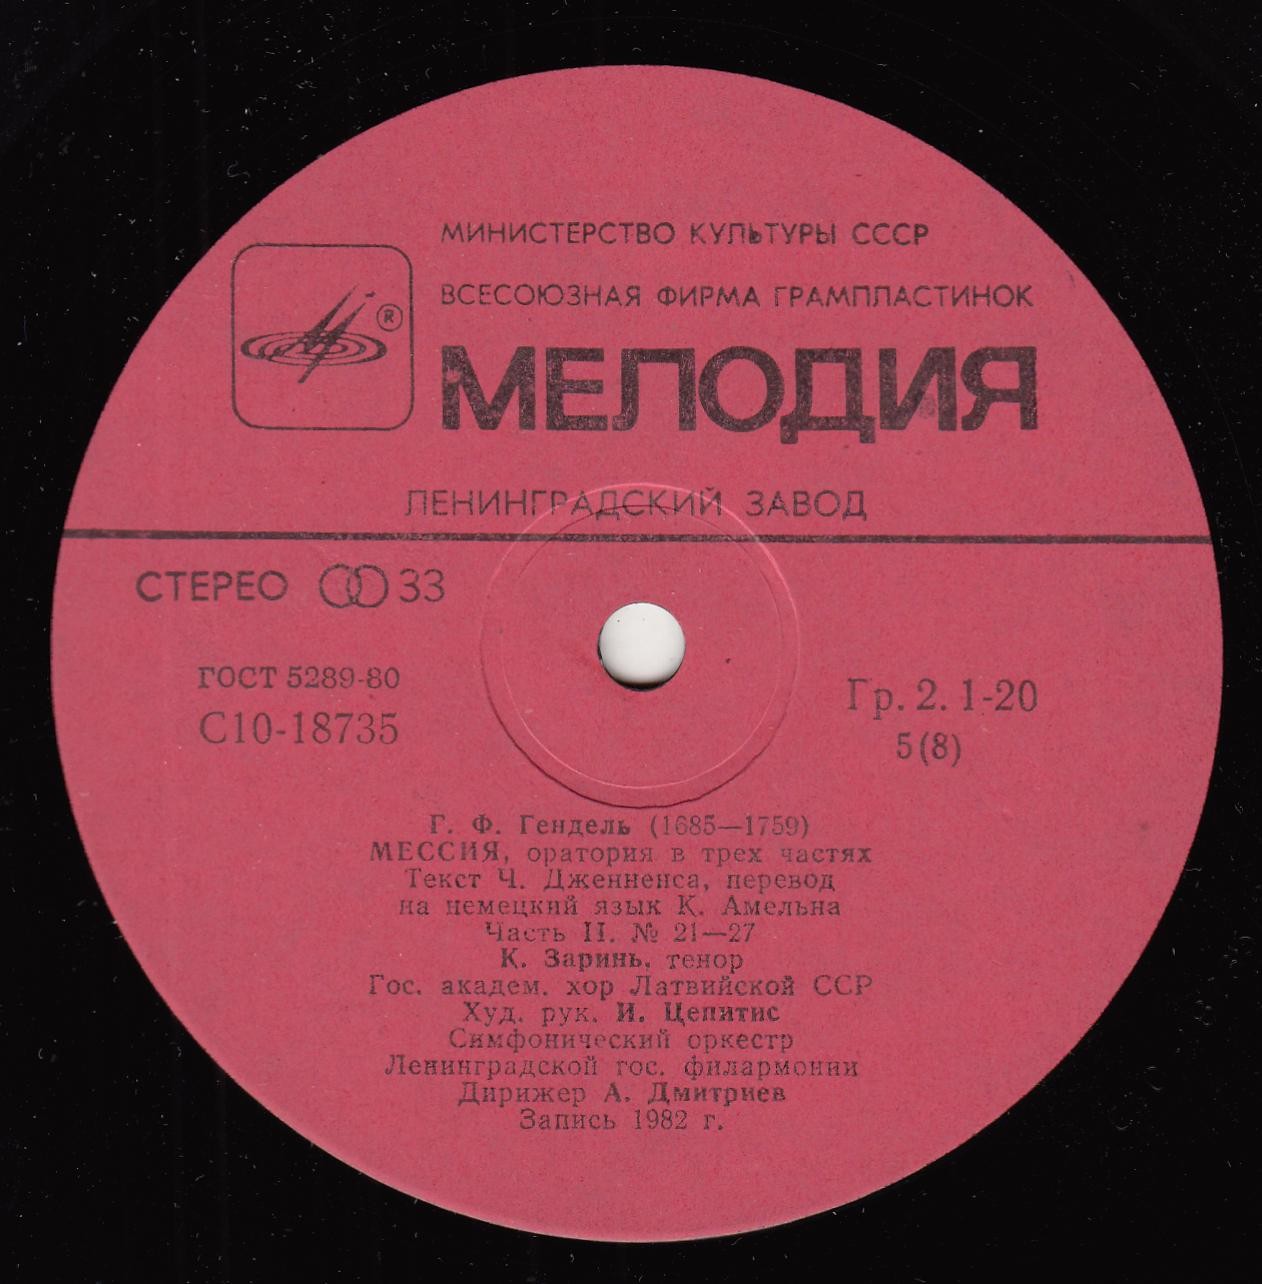 МИНИСТЕРСТВО КУЛЬТУРЫ СССР
ВСЕСОЮЗНАЯ ФИРМА ГРАМПЛАСТИНОК
®
МЕЛОДИЯ
ЛЕНИНГРАДСКИЙ ЗАВОД
СТЕРЕО 33
ГОСТ 5289-80
С10-18735
Гр. 2. 1-20
5(8)
Г. Ф. Гендель (1685—1759)
МЕССИЯ, оратория в трех частях
Текст Ч. Дженненса, перевод
на немецкий язык К. Амельна
Часть II. № 21—27
К. Заринь, тенор
Гос. академ. хор Латвийской ССР
Худ. рук. И. Цепитис
Симфонический оркестр
Ленинградской гос. филармонии
Дирижер А. Дмитриев
Запись 1982 г.